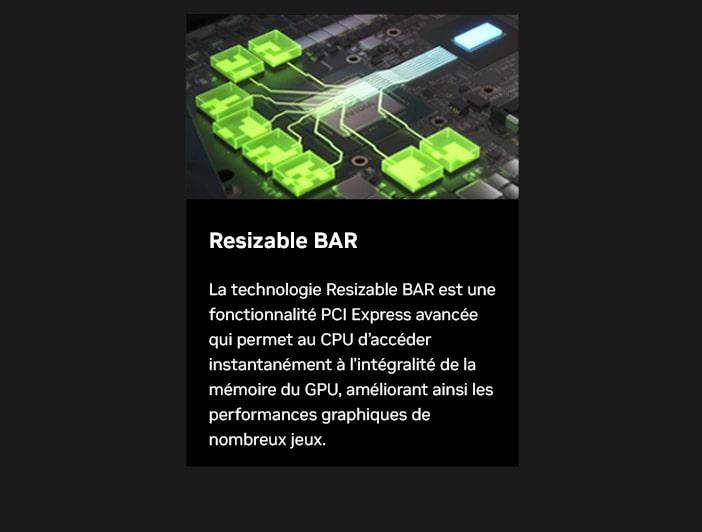 Resizable BAR
La technologie Resizable BAR est une
fonctionnalité PCI Express avancée
qui permet au CPU d'accéder
instantanément à l'intégralité de la
mémoire du GPU, améliorant ainsi les
performances graphiques de
nombreux jeux.